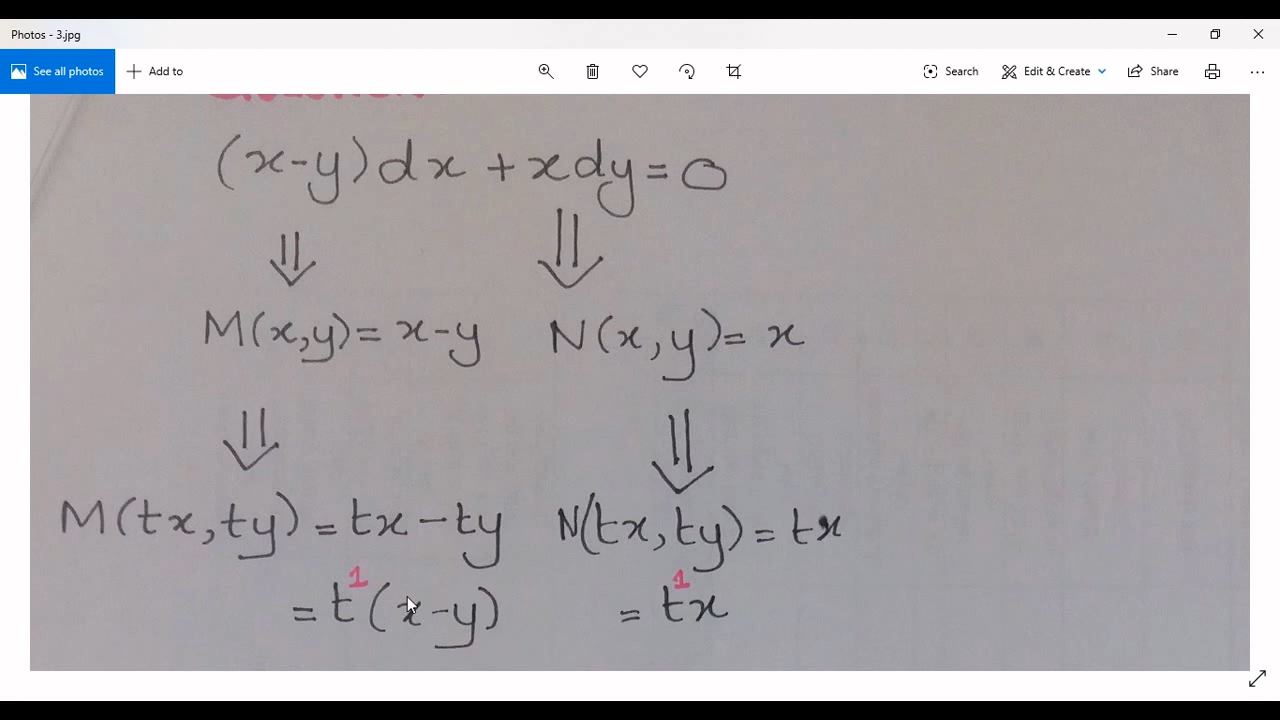 Photos - 3.jpg
See all photos
Add to
Search
Edit & Create
Share
(x-y)dx + xdy = 0
M(x,y) = x-y N(x,y) = x
M(tx,ty) = tx-ty N(tx,ty) = tx
= t¹(x-y) = t¹x